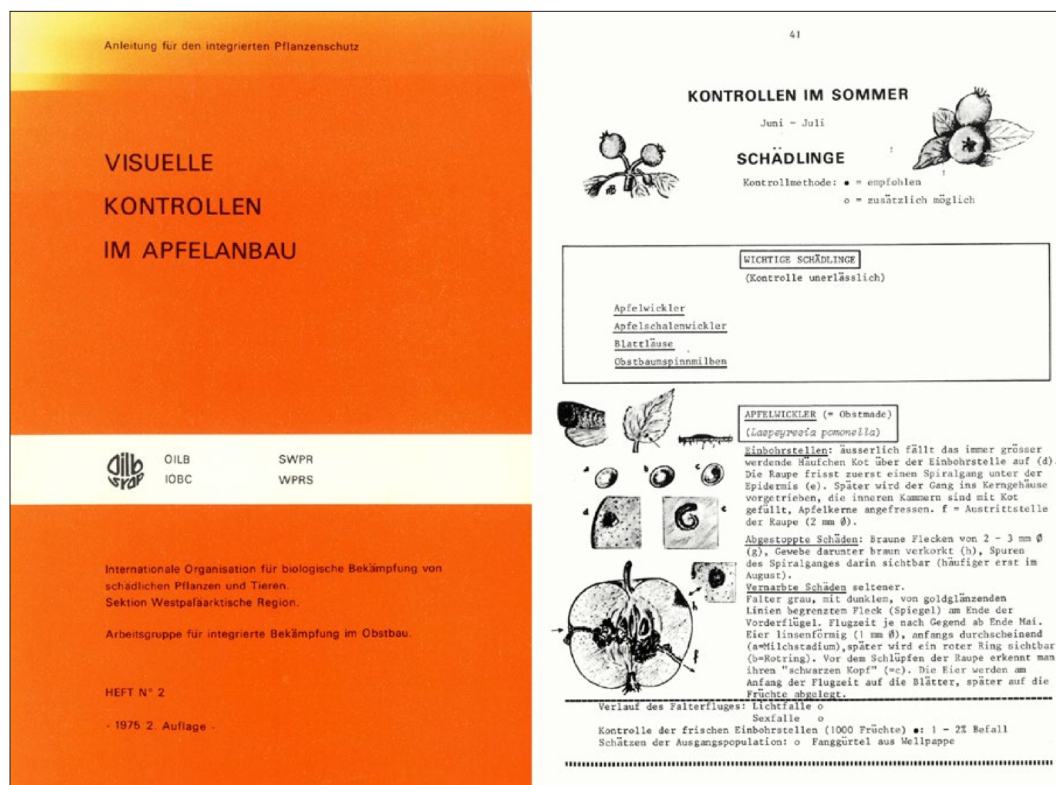 Anleitung für den integrierten Pflanzenschutz
VISUELLE
KONTROLLEN
IM APFELANBAU
Oilb
srop
OILB
IOBC
SWPR
WPRS
Internationale Organisation für biologische Bekämpfung von
schädlichen Pflanzen und Tieren.
Sektion Westpaläarktische Region.
Arbeitsgruppe für integrierte Bekämpfung im Obstbau.
HEFT N° 2
- 1975 2. Auflage -
41
KONTROLLEN IM SOMMER
Juni - Juli
SCHÄDLINGE
Kontrollmethode: ● = empfohlen
o = zusätzlich möglich
WICHTIGE SCHÄDLINGE
(Kontrolle unerlässlich)
Apfelwickler
Apfelschalenwickler
Blattläuse
Obstbaumspinnmilben
APFELWICKLER (= Obstmade)
(Laspeyresia pomonella)
Einbohrstellen: äusserlich fällt das immer grösser
werdende Häufchen Kot über der Einbohrstelle auf (d).
Die Raupe frisst zuerst einen Spiralgang unter der
Epidermis (e). Später wird der Gang ins Kerngehäuse
vorgetrieben, die inneren Kammern sind mit Kot
gefüllt, Apfelkerne angefressen. f = Austrittstelle
der Raupe (2 mm Ø).
Abgestoppte Schäden: Braune Flecken von 2 - 3 mm Ø
(g), Gewebe darunter braun verkorkt (h), Spuren
des Spiralganges darin sichtbar (häufiger erst im
August).
Vernarbte Schäden seltener.
Falter grau, mit dunklem, von goldglänzenden
Linien begrenztem Fleck (Spiegel) am Ende der
Vorderflügel. Flugzeit je nach Gegend ab Ende Mai.
Eier linsenförmig (1 mm Ø), anfangs durchscheinend
(a=Milchstadium), später wird ein roter Ring sichtbar
(b=Rotring). Vor dem Schlüpfen der Raupe erkennt man
ihren "schwarzen Kopf" (=c). Die Eier werden am
Anfang der Flugzeit auf die Blätter, später auf die
Früchte abgelegt.
a b c
d e
h
f
Verlauf des Falterfluges: Lichtfalle o
Sexfalle o
Kontrolle der frischen Einbohrstellen (1000 Früchte) ●: 1 - 2% Befall
Schätzen der Ausgangspopulation: o Fanggürtel aus Wellpappe